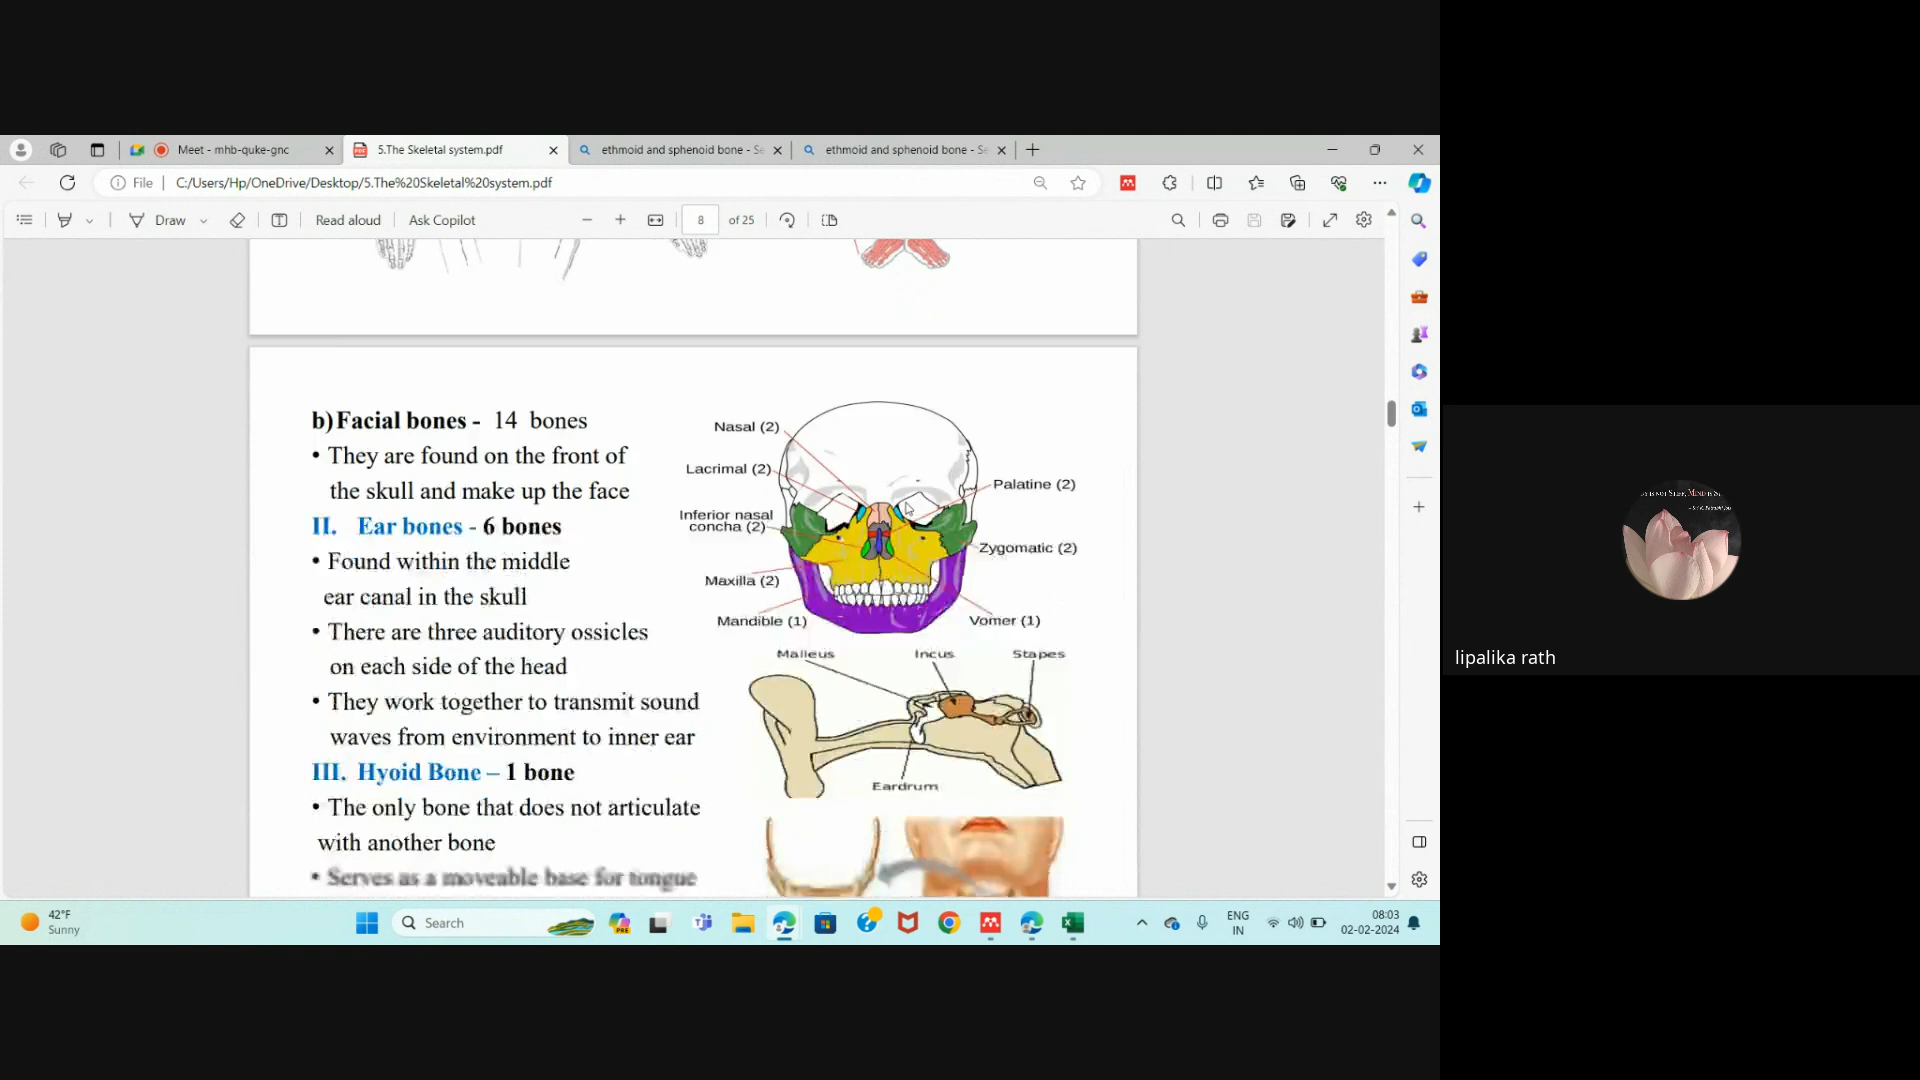 Meet - mhb-quke-gnc
5.The Skeletal system.pdf
ethmoid and sphenoid bone - Se
ethmoid and sphenoid bone - Se
File
C:/Users/Hp/OneDrive/Desktop/5.The%20Skeletal%20system.pdf
Draw
Read aloud
Ask Copilot
8
of 25
b)Facial bones - 14 bones
• They are found on the front of
the skull and make up the face
II. Ear bones - 6 bones
• Found within the middle
ear canal in the skull
• There are three auditory ossicles
on each side of the head
• They work together to transmit sound
waves from environment to inner ear
III. Hyoid Bone – 1 bone
• The only bone that does not articulate
with another bone
• Serves as a moveable base for tongue
Nasal (2)
Lacrimal (2)
Inferior nasal
concha (2)
Maxilla (2)
Mandible (1)
Palatine (2)
Zygomatic (2)
Vomer (1)
Malleus
Incus
Stapes
Eardrum
lipalika rath
42°F
Sunny
Search
PRE
ENG
IN
08:03
02-02-2024